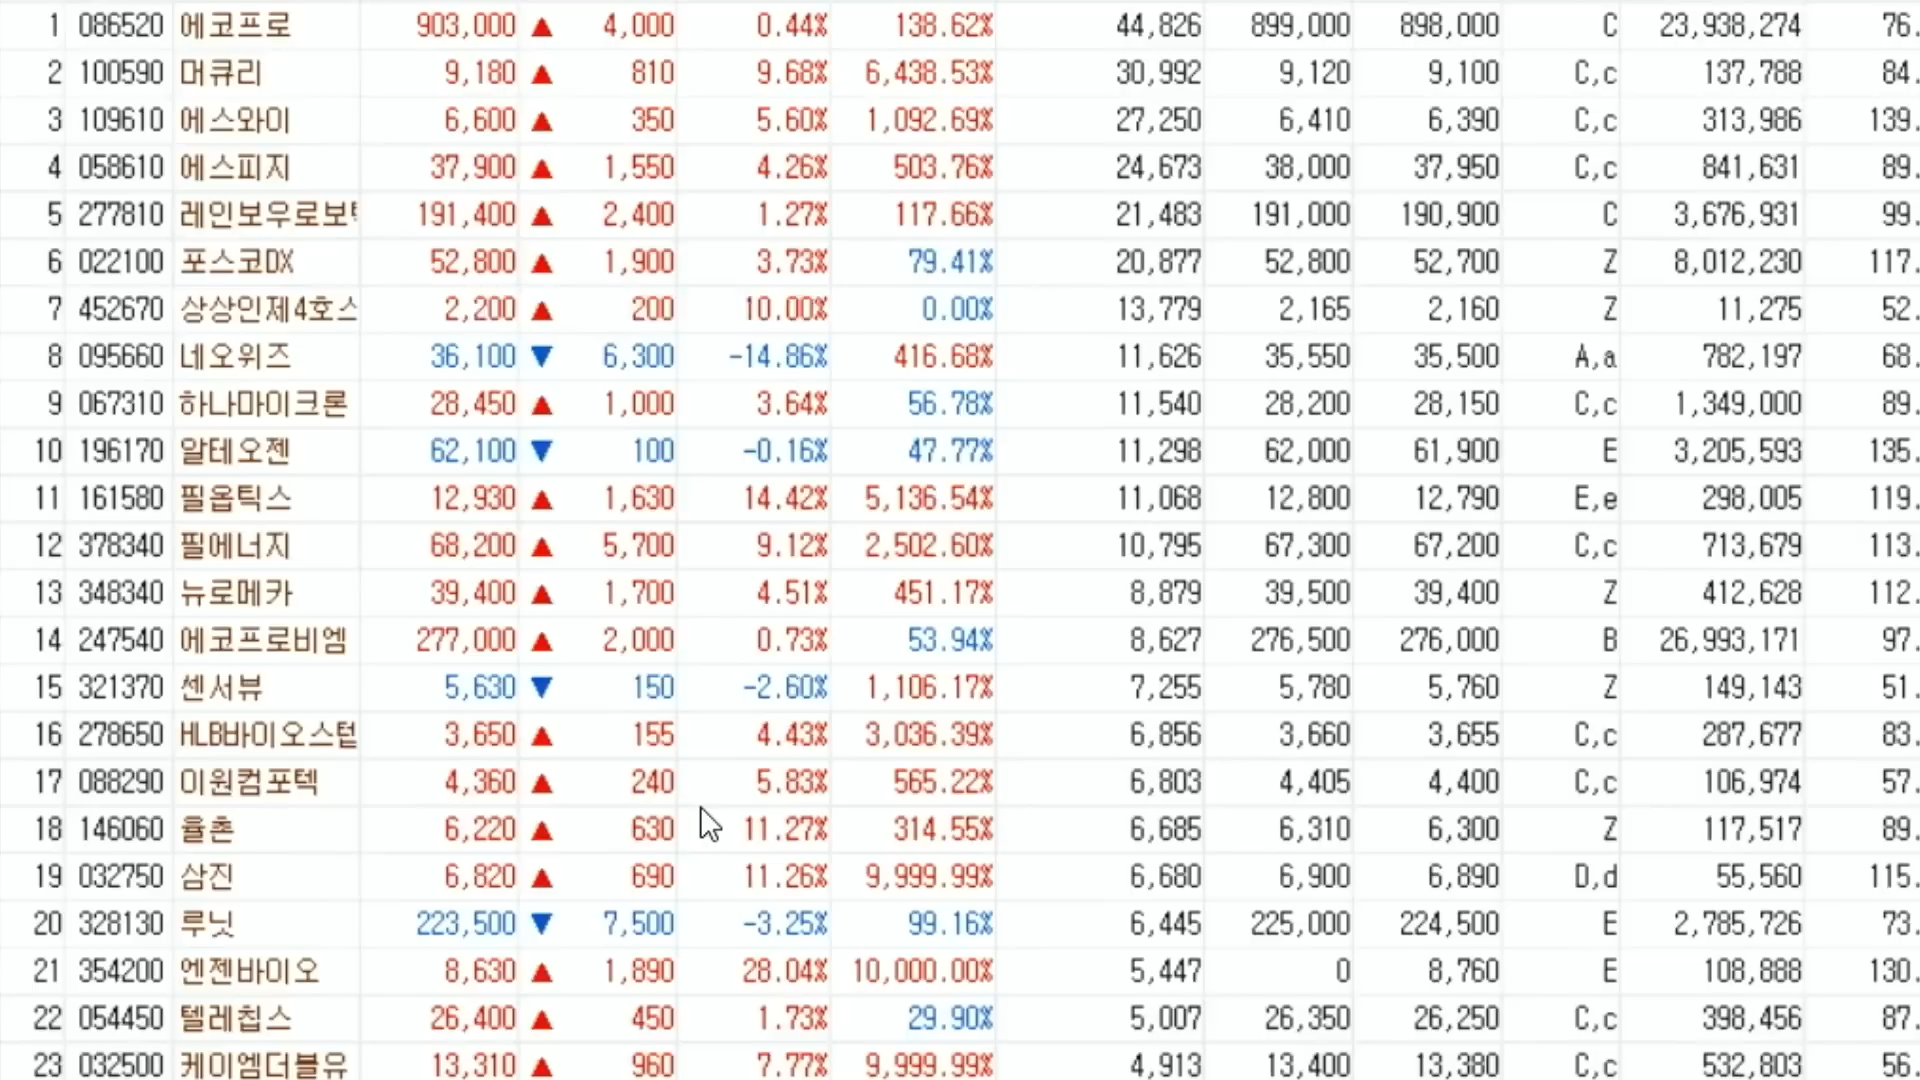 1 086520 에코프로 903,000 ▲ 4,000 0.44% 138.62% 44,826 899,000 898,000 C 23,938,274 76.
2 100590 머큐리 9,180 ▲ 810 9.68% 6,438.53% 30,992 9,120 9,100 C,c 137,788 84.
3 109610 에스와이 6,600 ▲ 350 5.60% 1,092.69% 27,250 6,410 6,390 C,c 313,986 139.
4 058610 에스피지 37,900 ▲ 1,550 4.26% 503.76% 24,673 38,000 37,950 C,c 841,631 89.
5 277810 레인보우로보 191,400 ▲ 2,400 1.27% 117.66% 21,483 191,000 190,900 C 3,676,931 99.
6 022100 포스코DX 52,800 ▲ 1,900 3.73% 79.41% 20,877 52,800 52,700 Z 8,012,230 117.
7 452670 상상인제4호스 2,200 ▲ 200 10.00% 0.00% 13,779 2,165 2,160 Z 11,275 52.
8 095660 네오위즈 36,100 ▼ 6,300 -14.86% 416.68% 11,626 35,550 35,500 A,a 782,197 68.
9 067310 하나마이크론 28,450 ▲ 1,000 3.64% 56.78% 11,540 28,200 28,150 C,c 1,349,000 89.
10 196170 알테오젠 62,100 ▼ 100 -0.16% 47.77% 11,298 62,000 61,900 E 3,205,593 135.
11 161580 필옵틱스 12,930 ▲ 1,630 14.42% 5,136.54% 11,068 12,800 12,790 E,e 298,005 119.
12 378340 필에너지 68,200 ▲ 5,700 9.12% 2,502.60% 10,795 67,300 67,200 C,c 713,679 113.
13 348340 뉴로메카 39,400 ▲ 1,700 4.51% 451.17% 8,879 39,500 39,400 Z 412,628 112.
14 247540 에코프로비엠 277,000 ▲ 2,000 0.73% 53.94% 8,627 276,500 276,000 B 26,993,171 97.
15 321370 센서뷰 5,630 ▼ 150 -2.60% 1,106.17% 7,255 5,780 5,760 Z 149,143 51.
16 278650 HLB바이오스텝 3,650 ▲ 155 4.43% 3,036.39% 6,856 3,660 3,655 C,c 287,677 83.
17 088290 이원컴포텍 4,360 ▲ 240 5.83% 565.22% 6,803 4,405 4,400 C,c 106,974 57.
18 146060 율촌 6,220 ▲ 630 11.27% 314.55% 6,685 6,310 6,300 Z 117,517 89.
19 032750 삼진 6,820 ▲ 690 11.26% 9,999.99% 6,680 6,900 6,890 D,d 55,560 115.
20 328130 루닛 223,500 ▼ 7,500 -3.25% 99.16% 6,445 225,000 224,500 E 2,785,726 73.
21 354200 엔젠바이오 8,630 ▲ 1,890 28.04% 10,000.00% 5,447 0 8,760 E 108,888 130.
22 054450 텔레칩스 26,400 ▲ 450 1.73% 29.90% 5,007 26,350 26,250 C,c 398,456 87.
23 032500 케이엠더블유 13,310 ▲ 960 7.77% 9,999.99% 4,913 13,400 13,380 C,c 532,803 56.